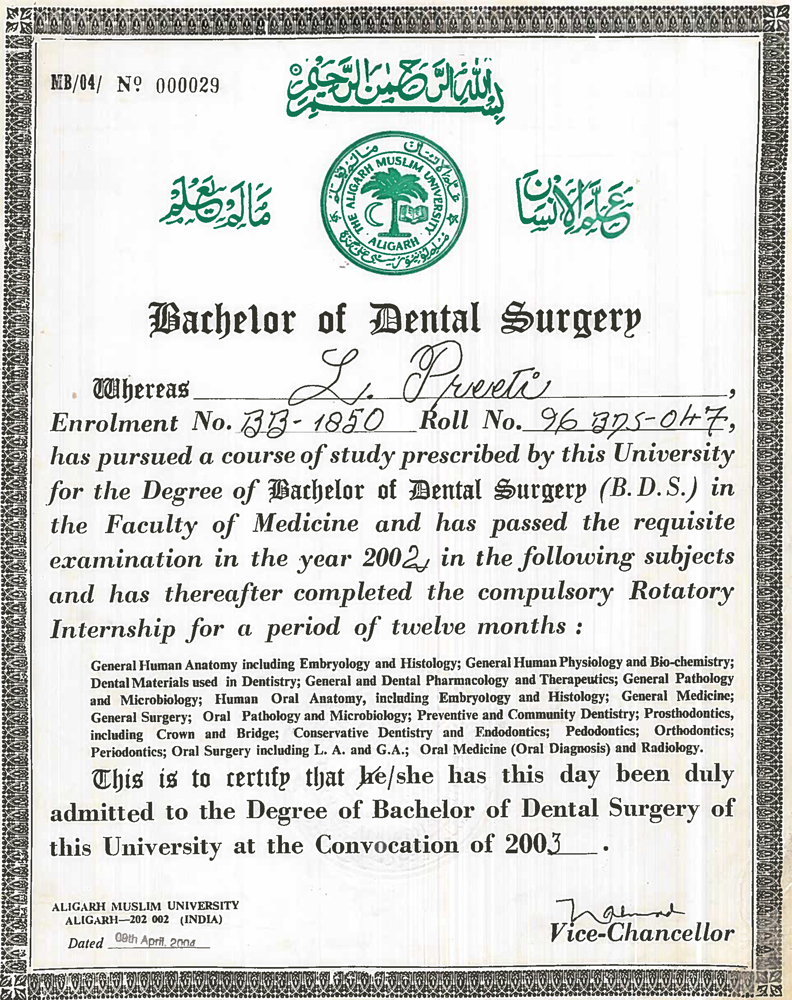 MB/04/ Nº 000029
بسم الله الرحمن الرحيم
علم الانسان
مالم يعلم
THE ALIGARH MUSLIM UNIVERSITY
ALIGARH
Bachelor of Dental Surgery
Whereas L. Preeti,
Enrolment No. BB-1850 Roll No. 96 BDS-047,
has pursued a course of study prescribed by this University
for the Degree of Bachelor of Dental Surgery (B.D.S.) in
the Faculty of Medicine and has passed the requisite
examination in the year 2002, in the following subjects
and has thereafter completed the compulsory Rotatory
Internship for a period of twelve months :
General Human Anatomy including Embryology and Histology; General Human Physiology and Bio-chemistry;
Dental Materials used in Dentistry; General and Dental Pharmacology and Therapeutics; General Pathology
and Microbiology; Human Oral Anatomy, including Embryology and Histology; General Medicine;
General Surgery; Oral Pathology and Microbiology; Preventive and Community Dentistry; Prosthodontics,
including Crown and Bridge; Conservative Dentistry and Endodontics; Pedodontics; Orthodontics;
Periodontics; Oral Surgery including L. A. and G.A.; Oral Medicine (Oral Diagnosis) and Radiology.
This is to certify that he/she has this day been duly
admitted to the Degree of Bachelor of Dental Surgery of
this University at the Convocation of 2003.
ALIGARH MUSLIM UNIVERSITY
ALIGARH—202 002 (INDIA)
Dated 09th April, 2004
Vice-Chancellor